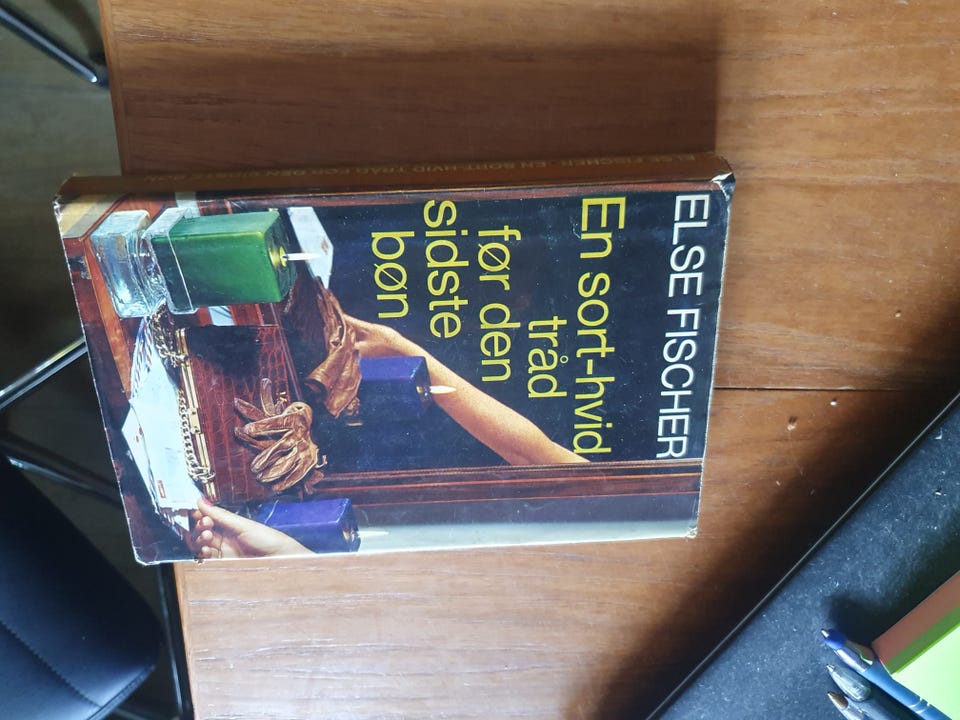 ELSE FISCHER
En sort-hvid
tråd
før den
sidste
bøn
ELSE FISCHER EN SORT-HVID TRÅD FØR DEN SIDSTE BØN